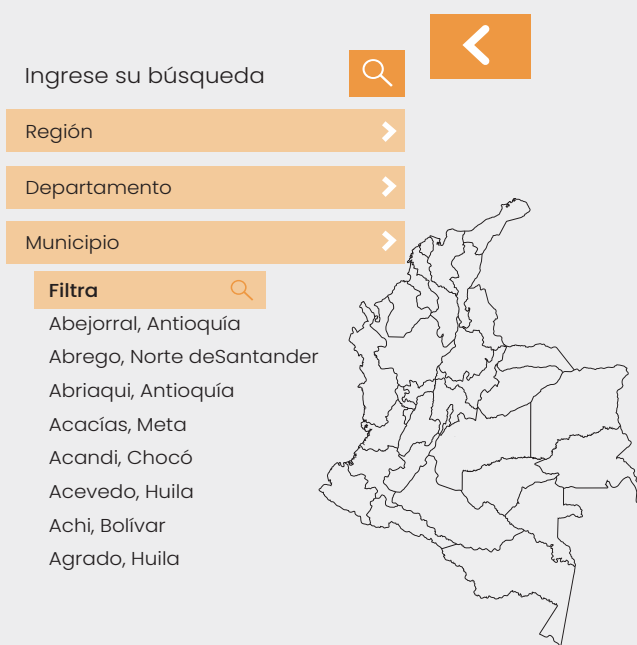 Ingrese su búsqueda
Región
Departamento
Municipio
Filtra
Abejorral, Antioquía
Abrego, Norte deSantander
Abriaqui, Antioquía
Acacías, Meta
Acandi, Chocó
Acevedo, Huila
Achi, Bolívar
Agrado, Huila